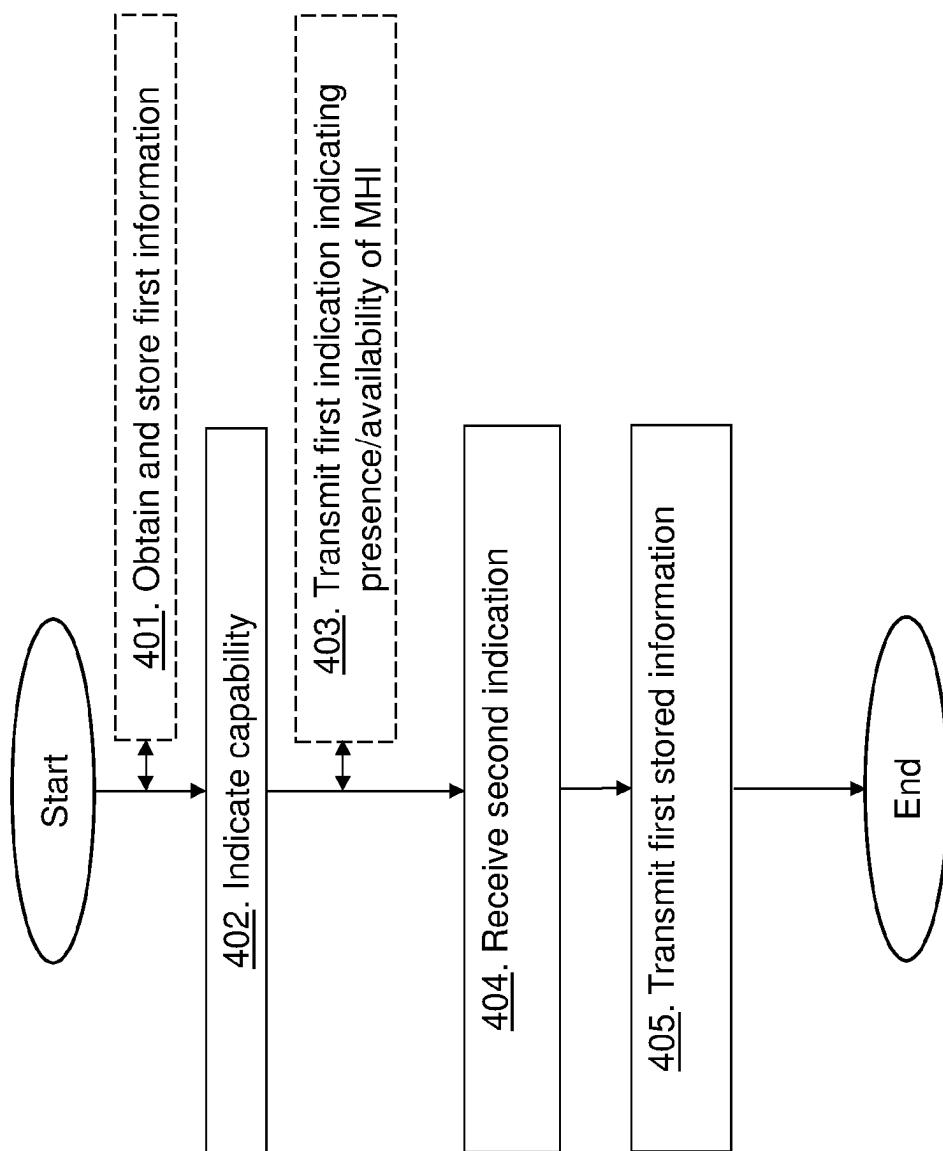 Start
401. Obtain and store first information
402. Indicate capability
403. Transmit first indication indicating
presence/availability of MHI
404. Receive second indication
405. Transmit first stored information
End